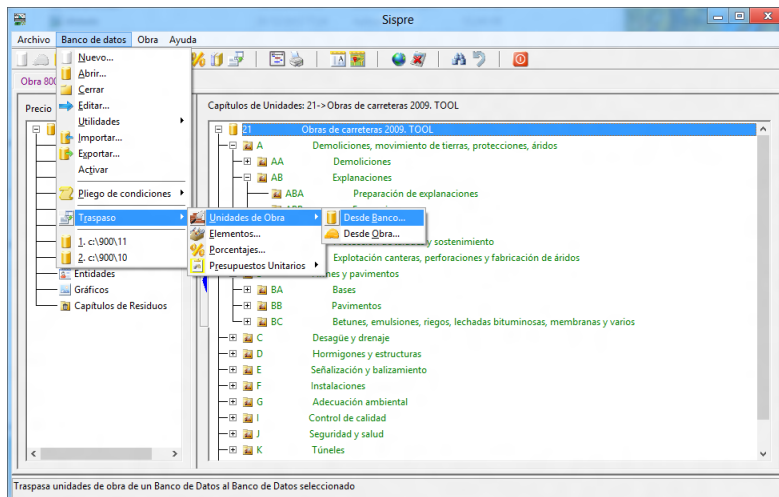 Sispre
Archivo Banco de datos Obra Ayuda
Nuevo...
Abrir...
Cerrar
Editar...
Utilidades
Importar...
Exportar...
Activar
Pliego de condiciones
Traspaso
1. c:\900\11
2. c:\900\10
Unidades de Obra
Elementos...
Porcentajes...
Presupuestos Unitarios
Desde Banco...
Desde Obra...
Obra 800
Precio
Entidades
Gráficos
Capítulos de Residuos
Capítulos de Unidades: 21->Obras de carreteras 2009. TOOL
21 Obras de carreteras 2009. TOOL
A Demoliciones, movimiento de tierras, protecciones, áridos
AA Demoliciones
AB Explanaciones
ABA Preparación de explanaciones
y sostenimiento
Explotación canteras, perforaciones y fabricación de áridos
y pavimentos
BA Bases
BB Pavimentos
BC Betunes, emulsiones, riegos, lechadas bituminosas, membranas y varios
C Desagüe y drenaje
D Hormigones y estructuras
E Señalización y balizamiento
F Instalaciones
G Adecuación ambiental
I Control de calidad
J Seguridad y salud
K Túneles
Traspasa unidades de obra de un Banco de Datos al Banco de Datos seleccionado